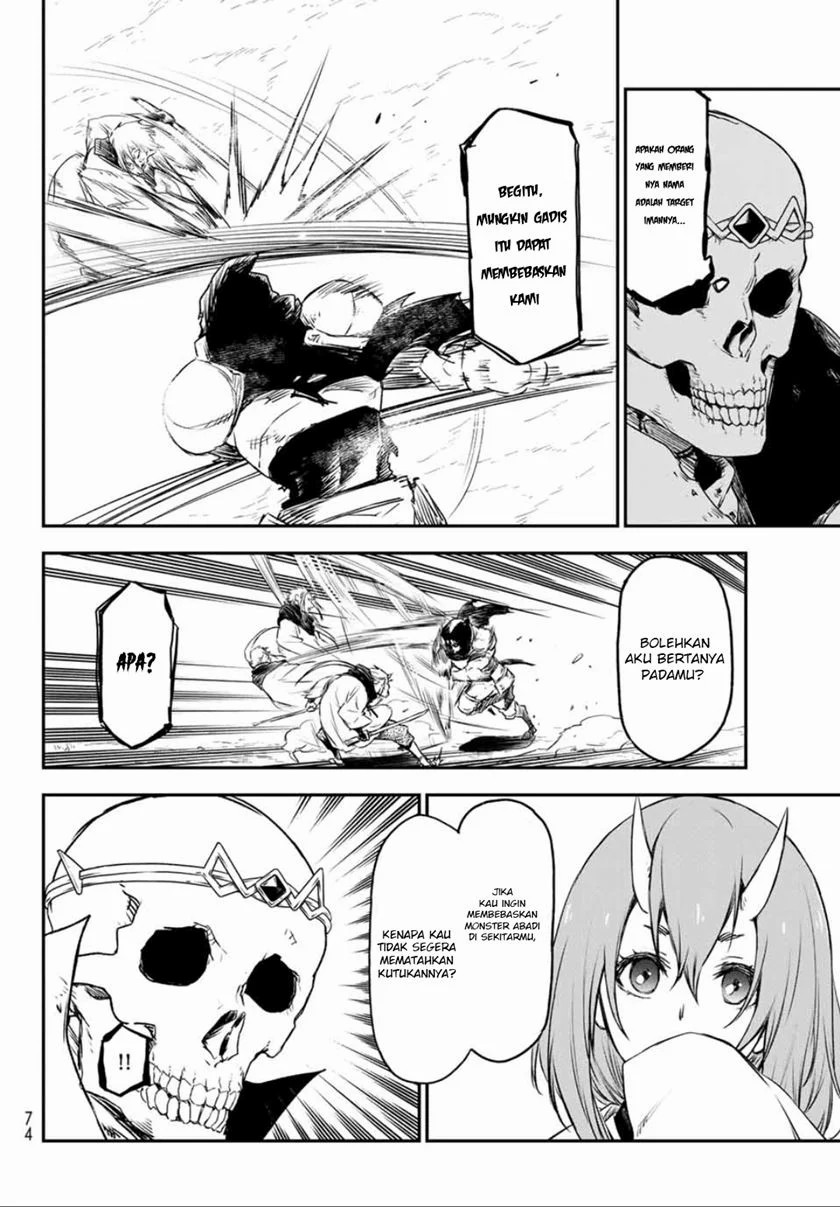 APAKAH ORANG
YANG MEMBERI
NYA NAMA
ADALAH TARGET
IMANNYA...
BEGITU,
MUNGKIN GADIS
ITU DAPAT
MEMBEBASKAN
KAMI
BOLEHKAN
AKU BERTANYA
PADAMU?
APA?
JIKA
KAU INGIN
MEMBEBASKAN
MONSTER ABADI
DI SEKITARMU,
KENAPA KAU
TIDAK SEGERA
MEMATAHKAN
KUTUKANNYA?
!!
74